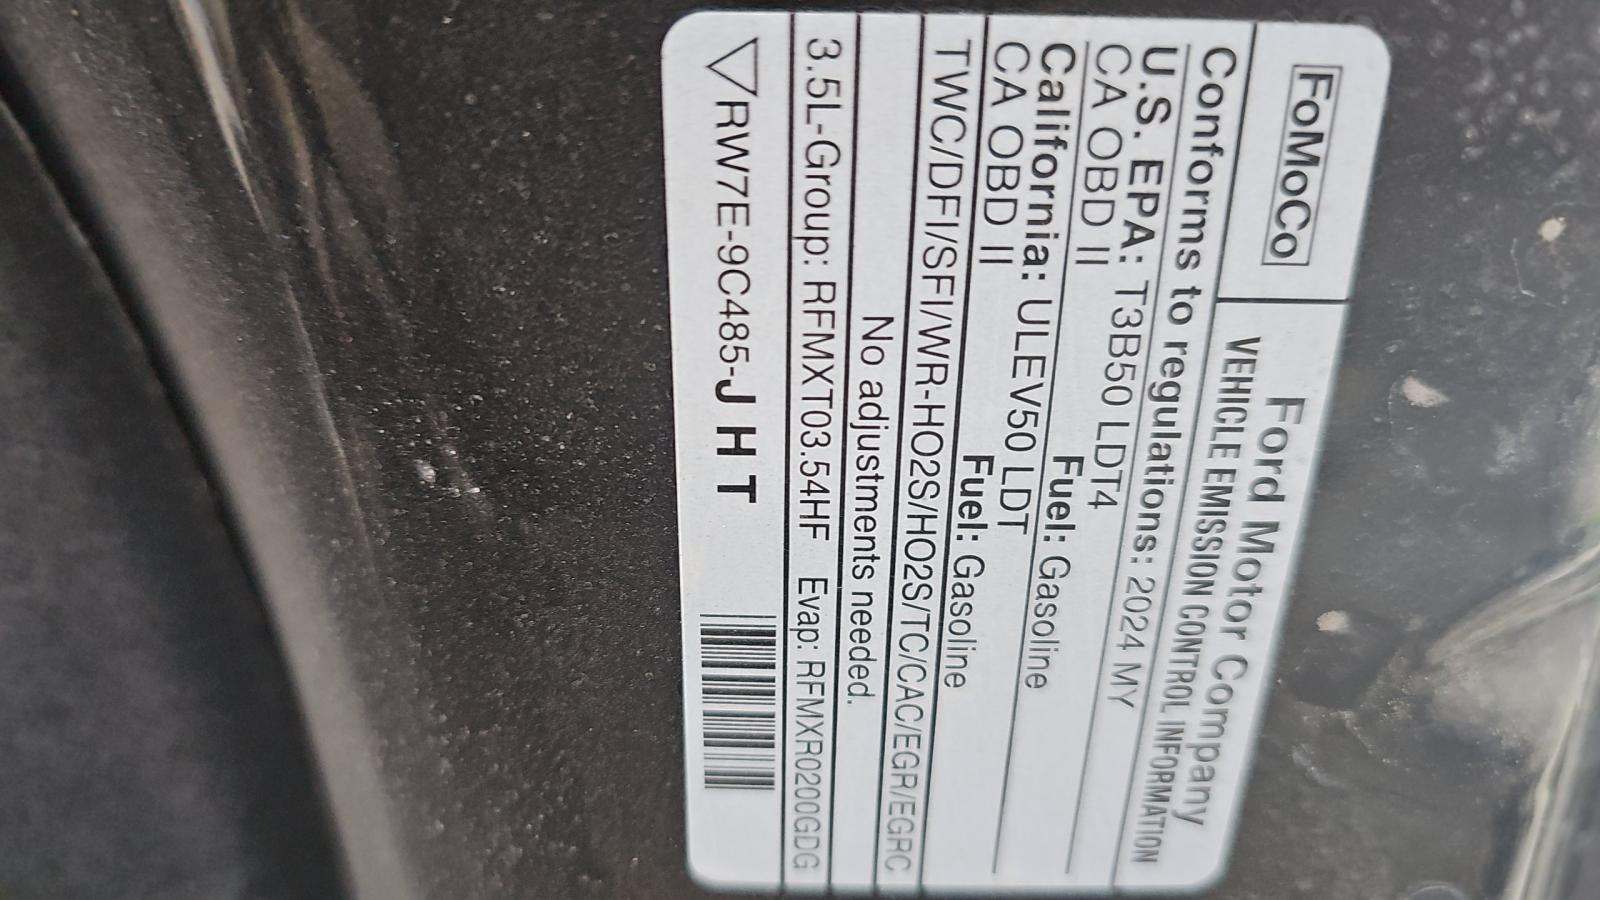 FoMoCo
Ford Motor Company
VEHICLE EMISSION CONTROL INFORMATION
Conforms to regulations: 2024 MY
U.S. EPA: T3B50 LDT4
CA OBD II Fuel: Gasoline
California: ULEV50 LDT
CA OBD II Fuel: Gasoline
TWC/DFI/SFI/WR-HO2S/HO2S/TC/CAC/EGR/EGRC
No adjustments needed.
3.5L-Group: RFMXT03.54HF Evap: RFMXR0200GDG
RW7E-9C485-J H T